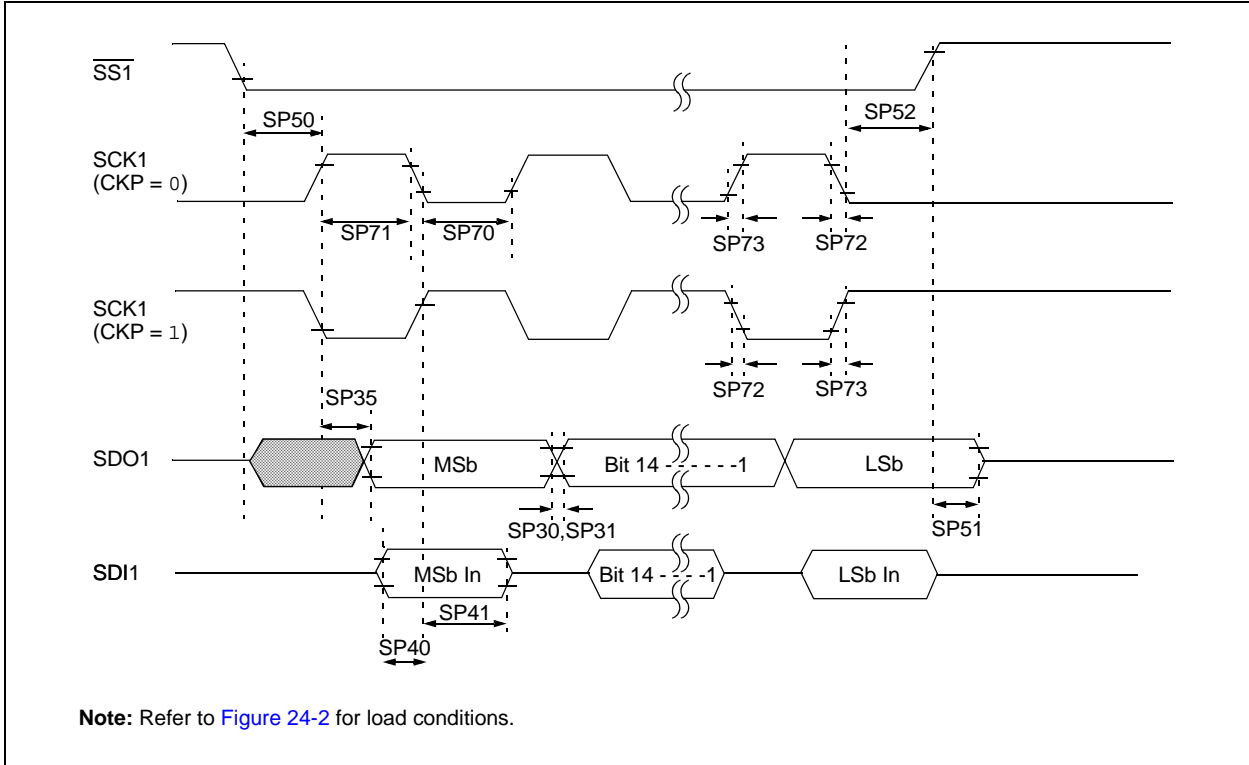 SS1
SP50
SP52
SCK1
(CKP = 0)
SP71
SP70
SP73
SP72
SCK1
(CKP = 1)
SP72
SP73
SP35
SDO1
MSb
Bit 14 - - - - - -1
LSb
SP30,SP31
SP51
SDI1
MSb In
Bit 14 - - - - -1
LSb In
SP41
SP40
Note: Refer to Figure 24-2 for load conditions.